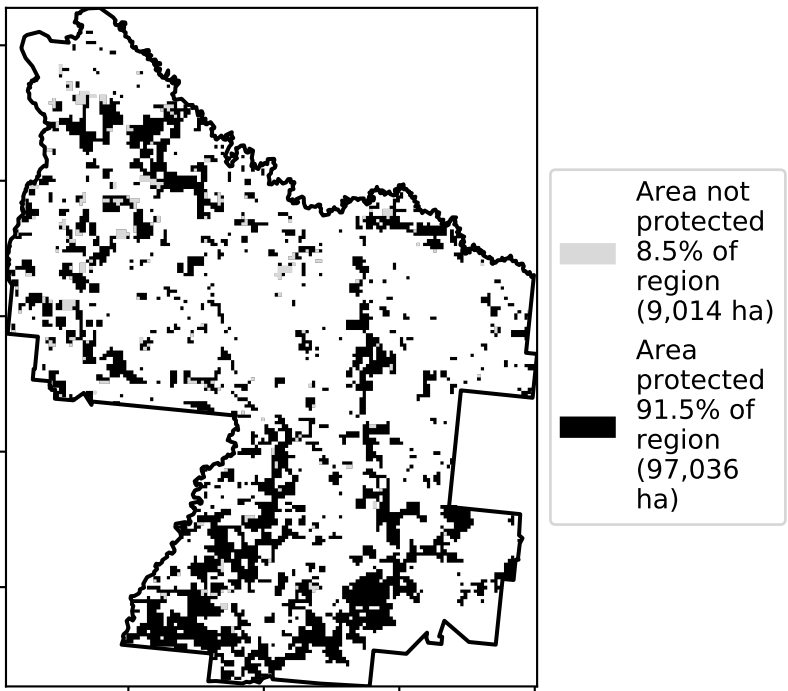 Area not
protected
8.5% of
region
(9,014 ha)
Area
protected
91.5% of
region
(97,036
ha)